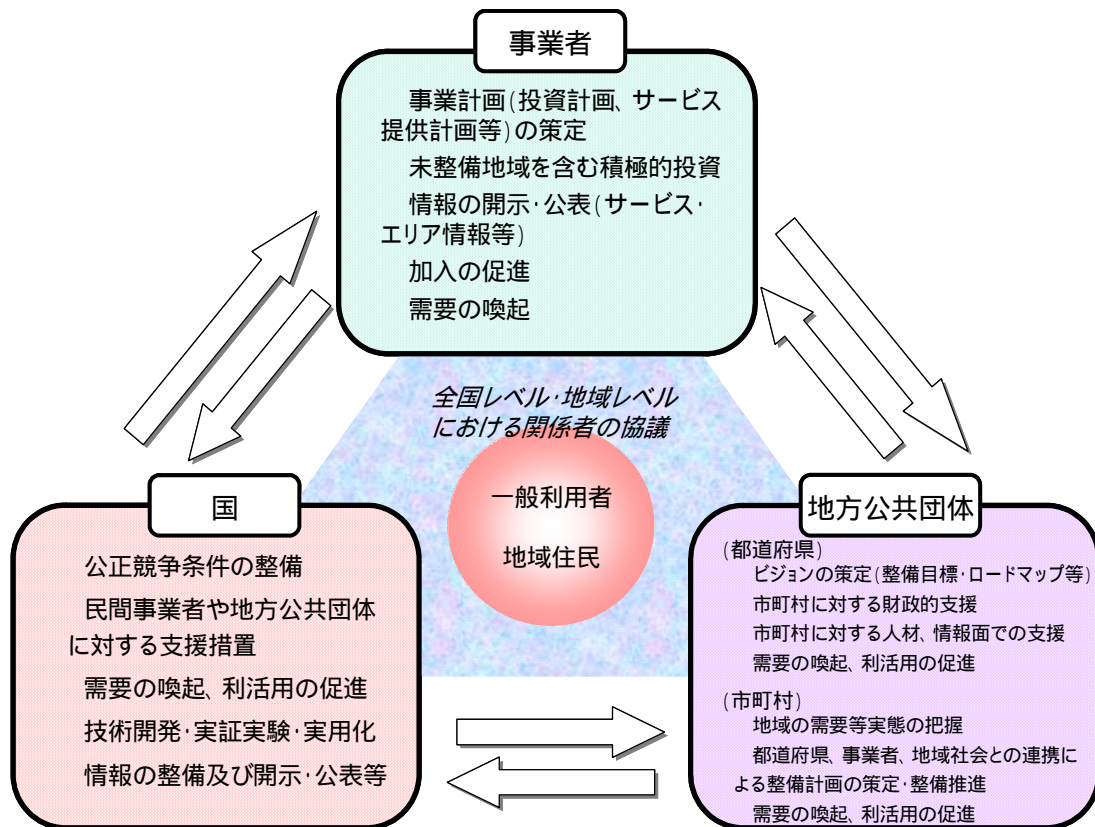 事業者
事業計画(投資計画、サービス
提供計画等)の策定
未整備地域を含む積極的投資
情報の開示・公表(サービス・
エリア情報等)
加入の促進
需要の喚起
全国レベル・地域レベル
における関係者の協議
一般利用者
地域住民
国
公正競争条件の整備
民間事業者や地方公共団体
に対する支援措置
需要の喚起、利活用の促進
技術開発・実証実験・実用化
情報の整備及び開示・公表等
地方公共団体
(都道府県)
ビジョンの策定(整備目標・ロードマップ等)
市町村に対する財政的支援
市町村に対する人材、情報面での支援
需要の喚起、利活用の促進
(市町村)
地域の需要等実態の把握
都道府県、事業者、地域社会との連携に
よる整備計画の策定・整備推進
需要の喚起、利活用の促進